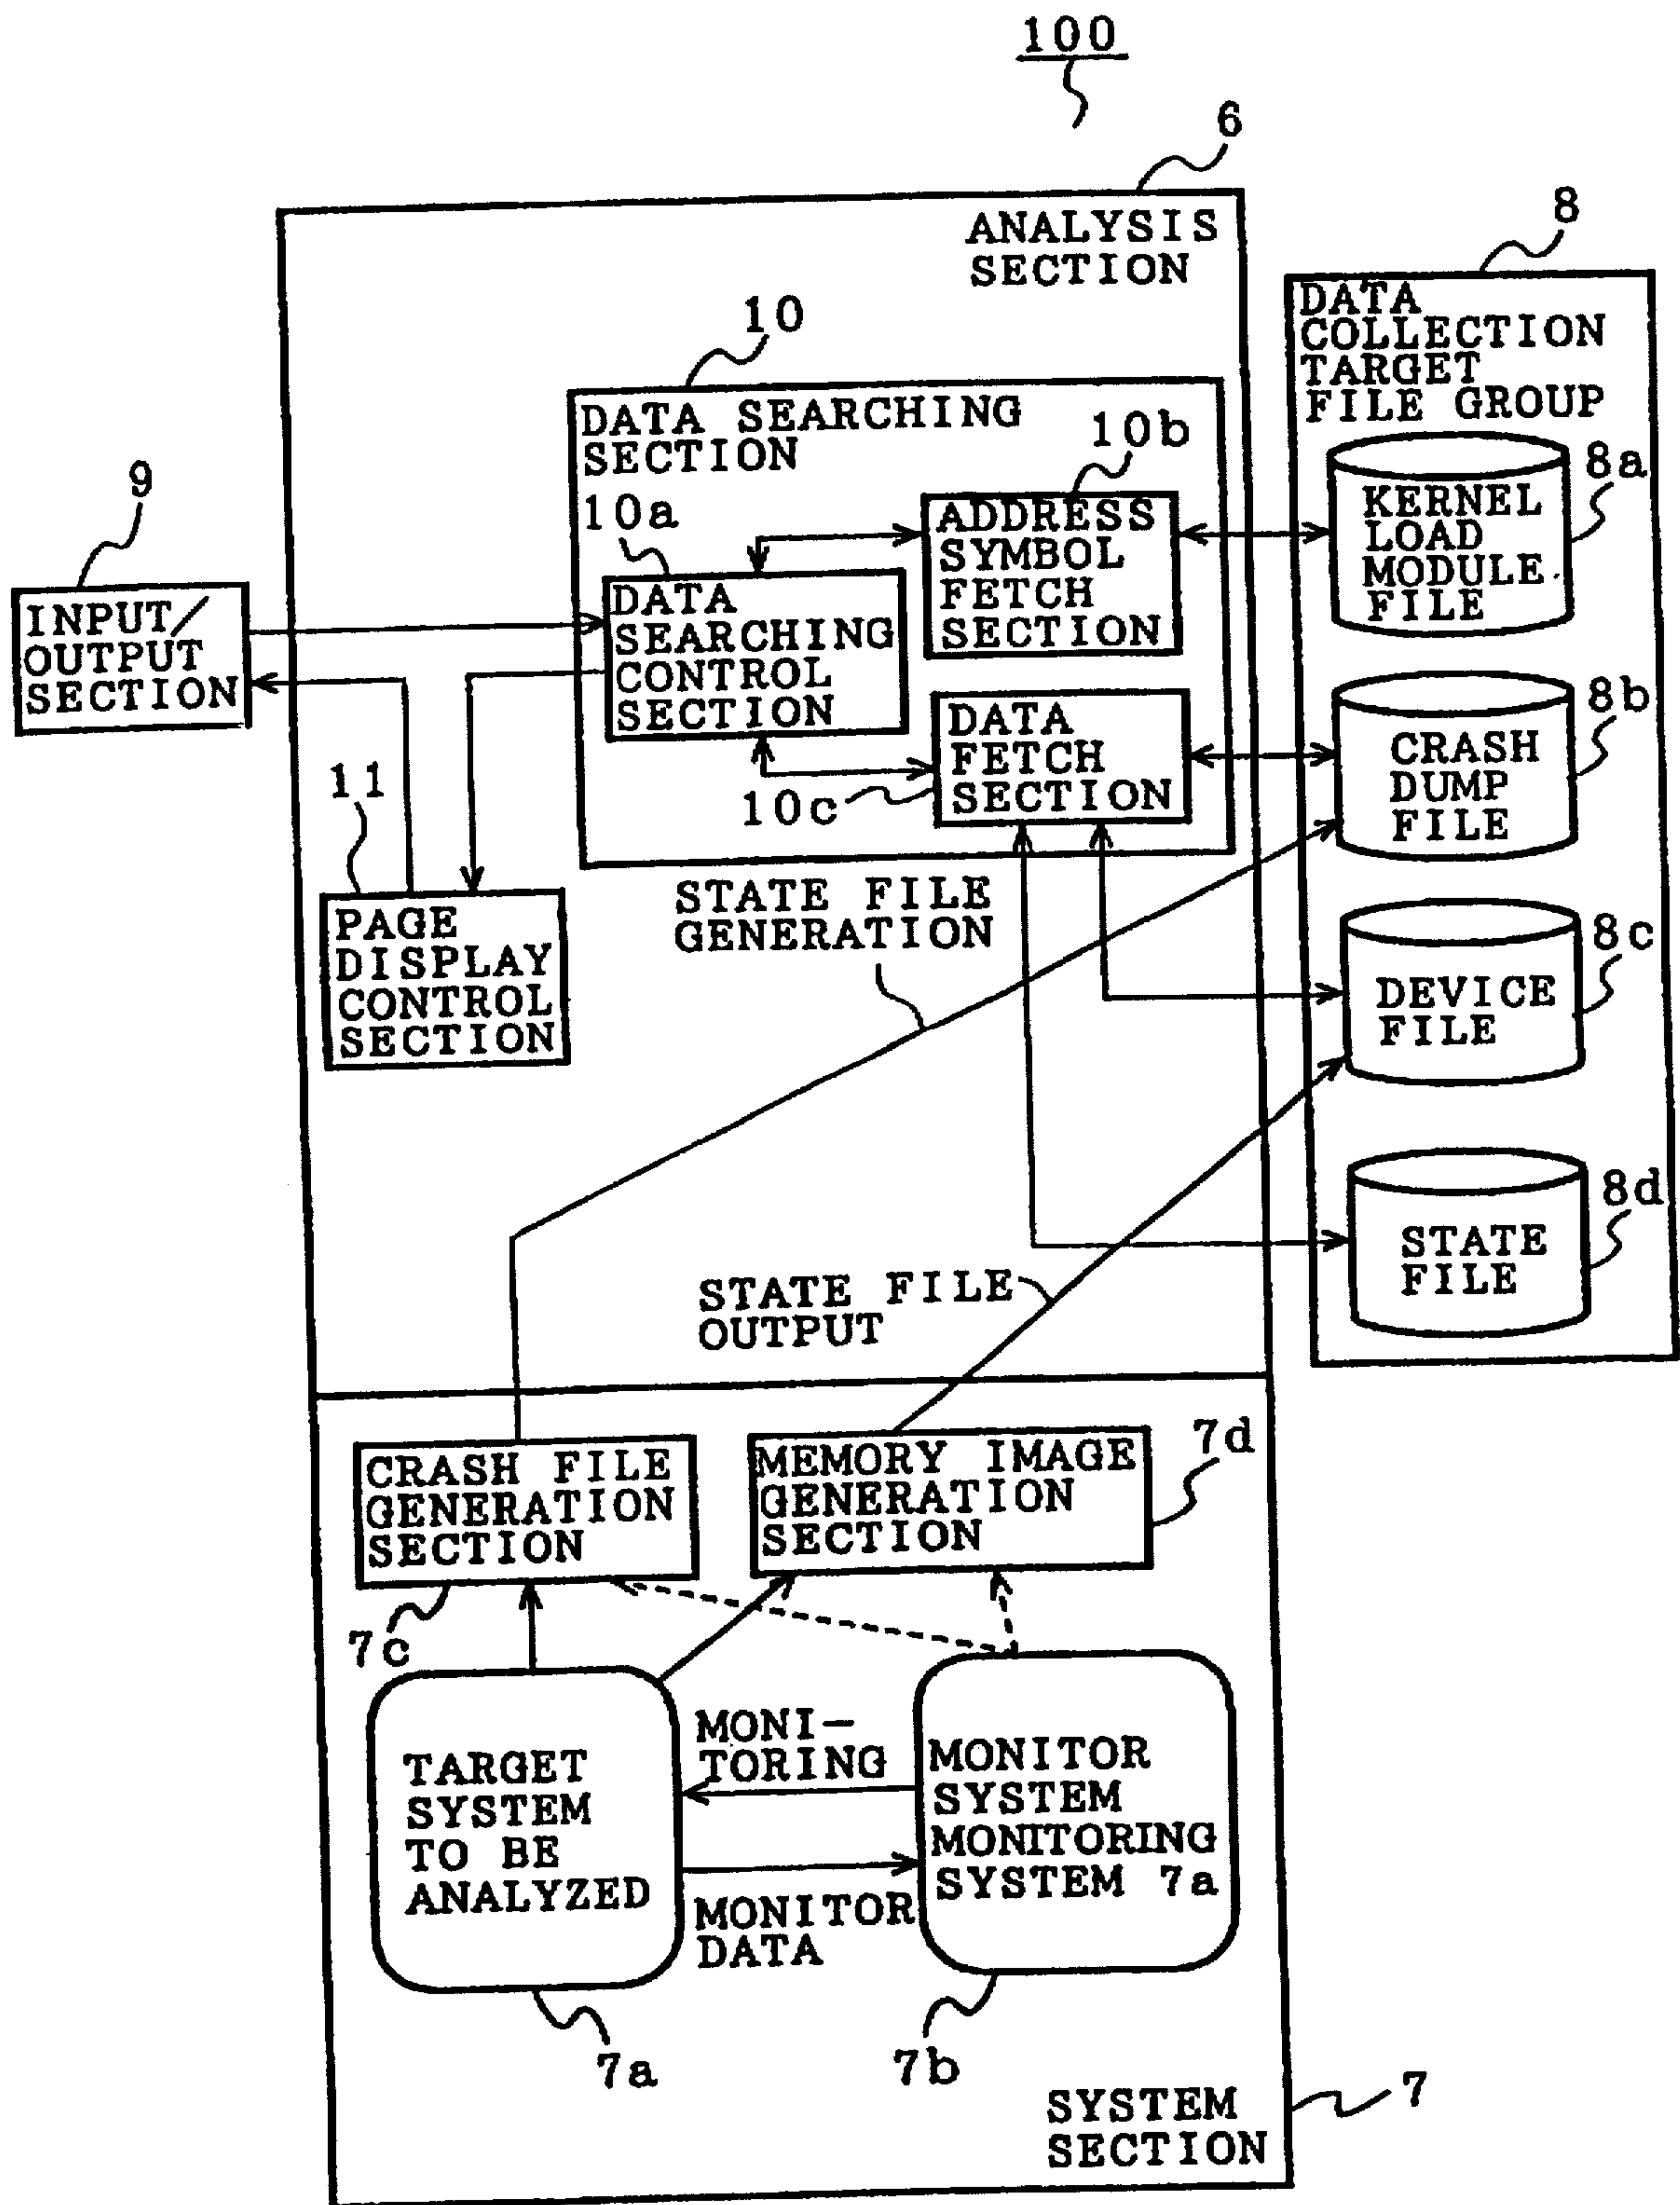 100
6
ANALYSIS
SECTION
8
DATA
COLLECTION
TARGET
FILE GROUP
10
DATA SEARCHING
SECTION
10b
10a
ADDRESS
SYMBOL
FETCH
SECTION
8a
KERNEL
LOAD
MODULE
FILE
9
INPUT/
OUTPUT
SECTION
DATA
SEARCHING
CONTROL
SECTION
DATA
FETCH
SECTION
10c
8b
CRASH
DUMP
FILE
11
PAGE
DISPLAY
CONTROL
SECTION
STATE FILE
GENERATION
8c
DEVICE
FILE
8d
STATE
FILE
STATE FILE
OUTPUT
CRASH FILE
GENERATION
SECTION
7c
MEMORY IMAGE
GENERATION
SECTION
7d
TARGET
SYSTEM
TO BE
ANALYZED
MONI-
TORING
MONITOR
DATA
MONITOR
SYSTEM
MONITORING
SYSTEM 7a
7a
7b
7
SYSTEM
SECTION